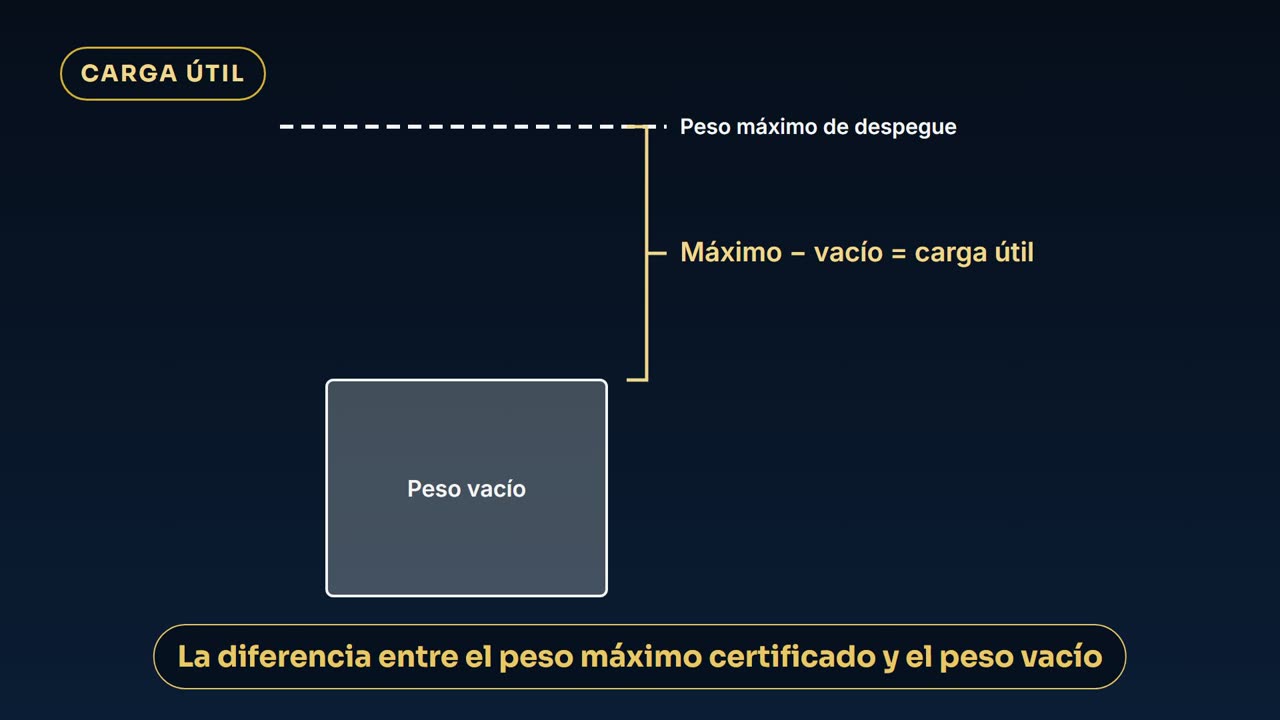 CARGA ÚTIL
Peso máximo de despegue
Máximo − vacío = carga útil
Peso vacío
La diferencia entre el peso máximo certificado y el peso vacío